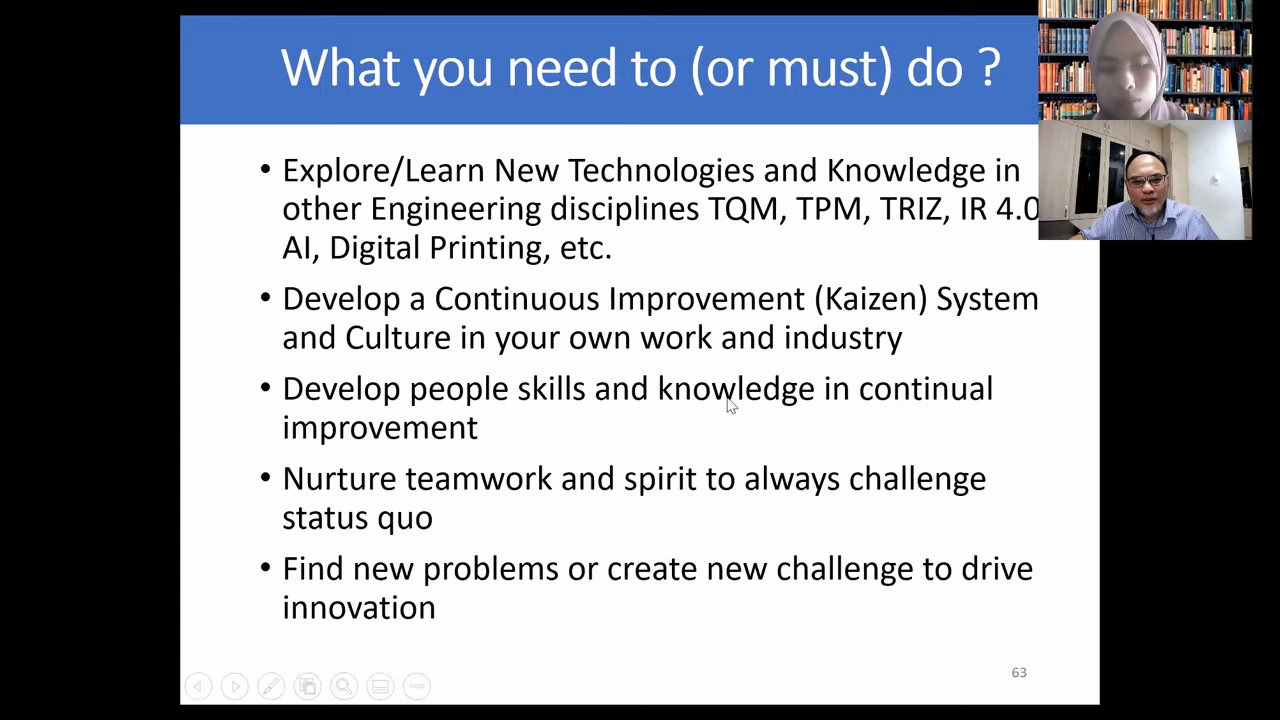 What you need to (or must) do ?
• Explore/Learn New Technologies and Knowledge in
other Engineering disciplines TQM, TPM, TRIZ, IR 4.0
AI, Digital Printing, etc.
• Develop a Continuous Improvement (Kaizen) System
and Culture in your own work and industry
• Develop people skills and knowledge in continual
improvement
• Nurture teamwork and spirit to always challenge
status quo
• Find new problems or create new challenge to drive
innovation
63